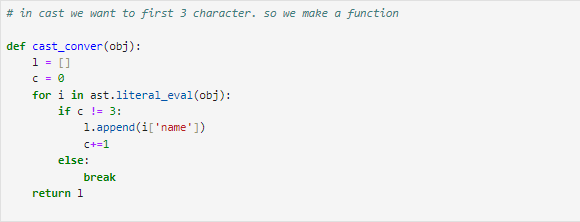 # in cast we want to first 3 character. so we make a function
def cast_conver(obj):
    l = []
    c = 0
    for i in ast.literal_eval(obj):
        if c != 3:
            l.append(i['name'])
            c+=1
        else:
            break
    return l